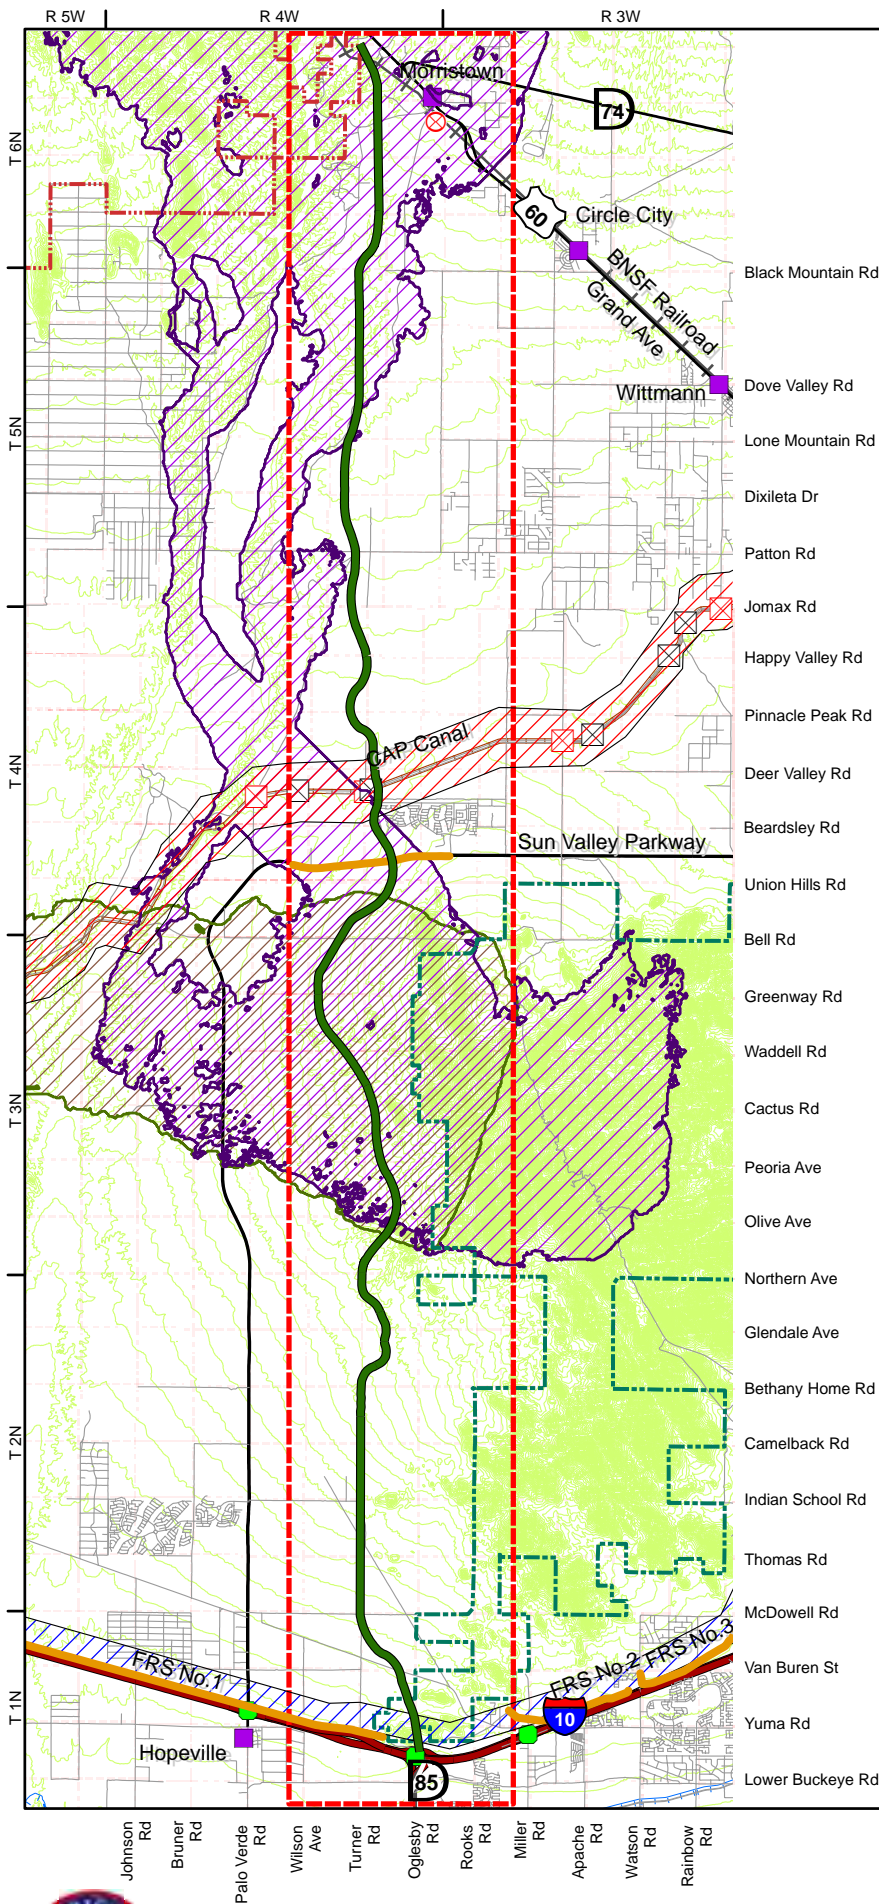 R 5W
R 4W
R 3W
T 6N
T 5N
T 4N
T 3N
T 2N
T 1N
Morristown
74
60
Circle City
BNSF Railroad
Grand Ave
Wittmann
CAP Canal
Sun Valley Parkway
FRS No.1
FRS No.2
FRS No.3
10
85
Hopeville
Black Mountain Rd
Dove Valley Rd
Lone Mountain Rd
Dixileta Dr
Patton Rd
Jomax Rd
Happy Valley Rd
Pinnacle Peak Rd
Deer Valley Rd
Beardsley Rd
Union Hills Rd
Bell Rd
Greenway Rd
Waddell Rd
Cactus Rd
Peoria Ave
Olive Ave
Northern Ave
Glendale Ave
Bethany Home Rd
Camelback Rd
Indian School Rd
Thomas Rd
McDowell Rd
Van Buren St
Yuma Rd
Lower Buckeye Rd
Johnson
Rd
Bruner
Rd
Palo Verde
Rd
Wilson
Ave
Turner
Rd
Oglesby
Rd
Rooks
Rd
Miller
Rd
Apache
Rd
Watson
Rd
Rainbow
Rd